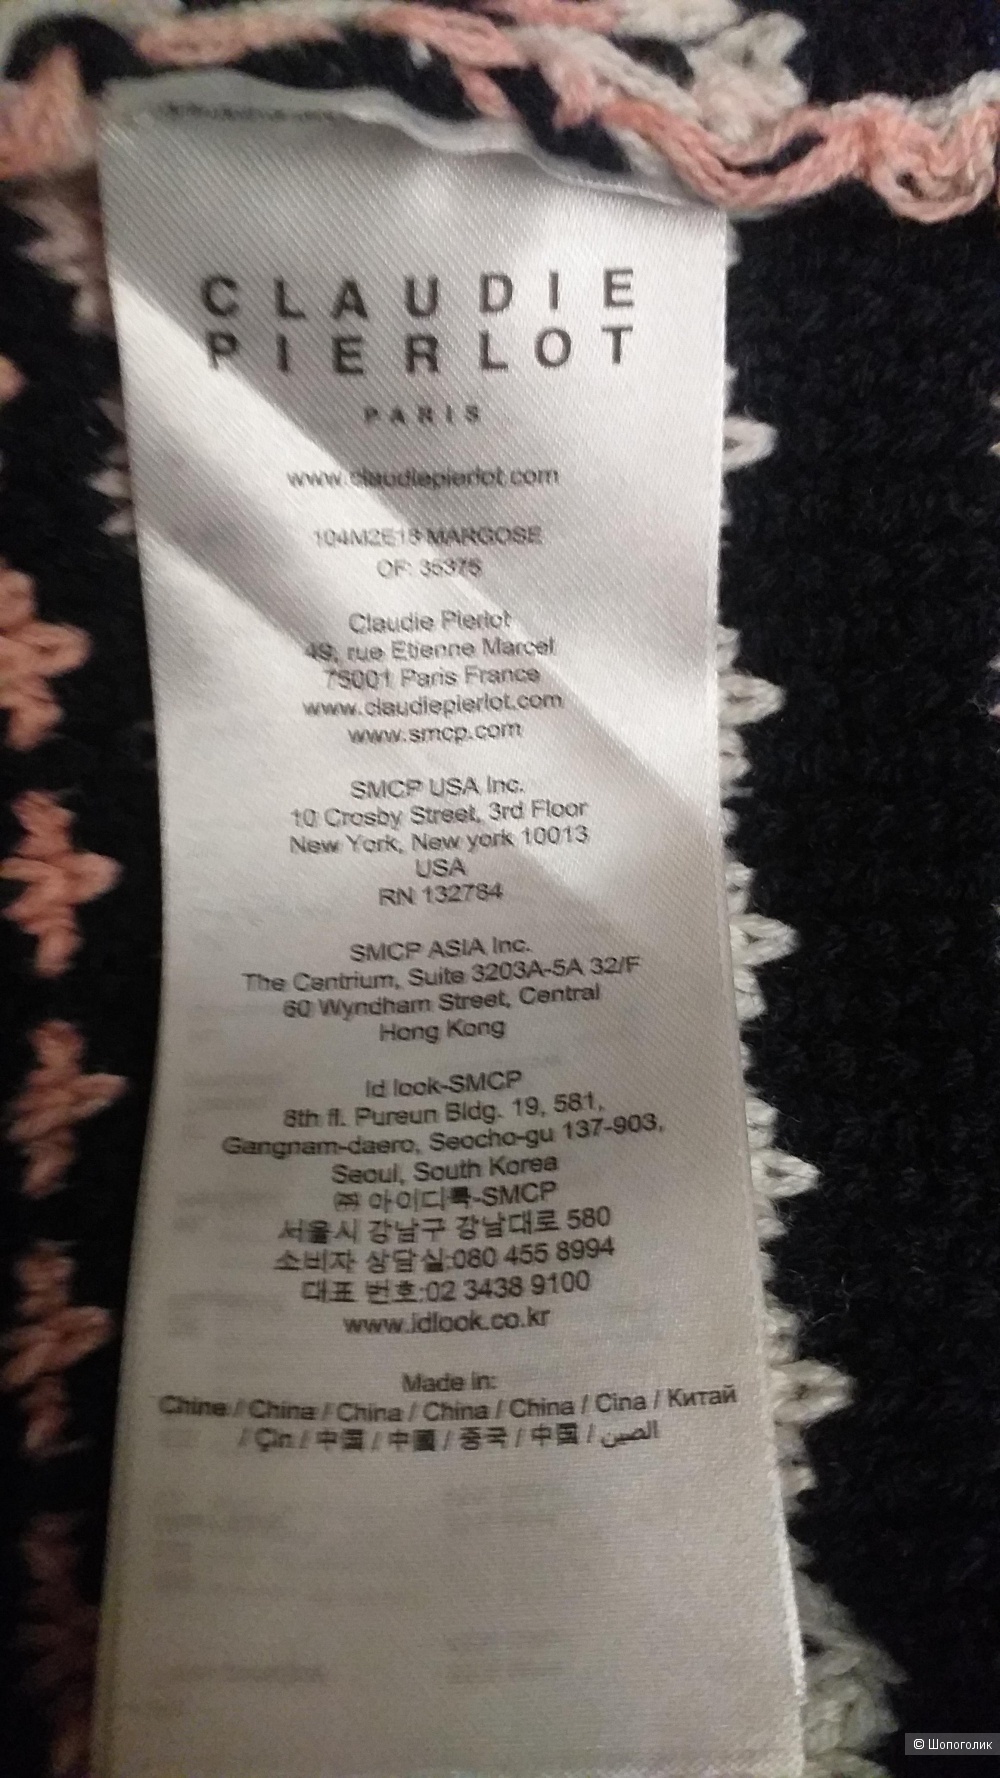 CLAUDIE
PIERLOT
PARIS
www.claudiepierlot.com
104M2E15 MARGOSE
OF: 35375
Claudie Pierlot
49, rue Etienne Marcel
75001 Paris France
www.claudiepierlot.com
www.smcp.com
SMCP USA Inc.
10 Crosby Street, 3rd Floor
New York, New york 10013
USA
RN 132784
SMCP ASIA Inc.
The Centrium, Suite 3203A-5A 32/F
60 Wyndham Street, Central
Hong Kong
Id look-SMCP
8th fl. Pureun Bldg. 19, 581,
Gangnam-daero, Seocho-gu 137-903,
Seoul, South Korea
㈜ 아이디룩-SMCP
서울시 강남구 강남대로 580
소비자 상담실:080 455 8994
대표 번호:02 3438 9100
www.idlook.co.kr
Made in:
Chine / China / China / China / China / Cina / Китай
/ Çin / 中国 / 中國 / 중국 / 中国 / الصين
© Шопоголик